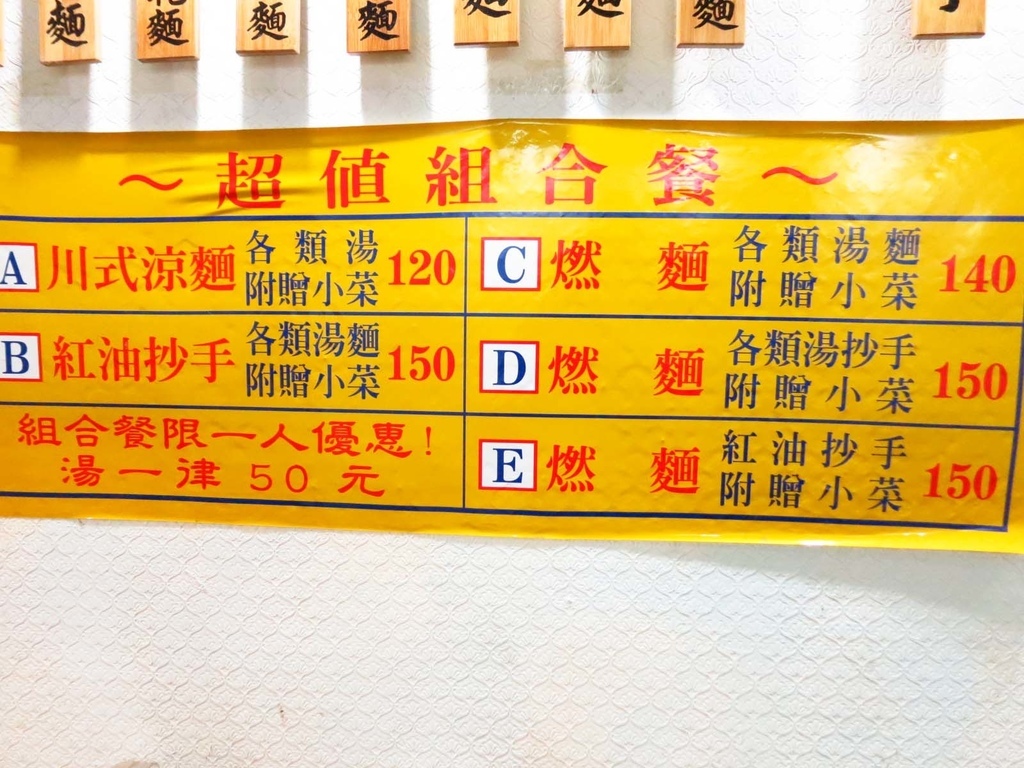 麵
麵
麵
麵
麵
麵
麵
～超值組合餐～
A 川式涼麵 各類湯 附贈小菜 120
B 紅油抄手 各類湯麵 附贈小菜 150
組合餐限一人優惠！
湯一律 50 元
C 燃麵 各類湯麵 附贈小菜 140
D 燃麵 各類湯抄手 附贈小菜 150
E 燃麵 紅油抄手 附贈小菜 150